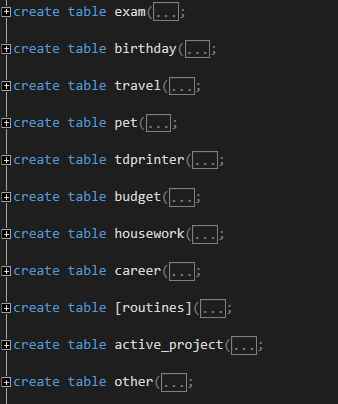 create table exam(...;
create table birthday(...;
create table travel(...;
create table pet(...;
create table tdprinter(...;
create table budget(...;
create table housework(...;
create table career(...;
create table [routines](...;
create table active_project(...;
create table other(...;